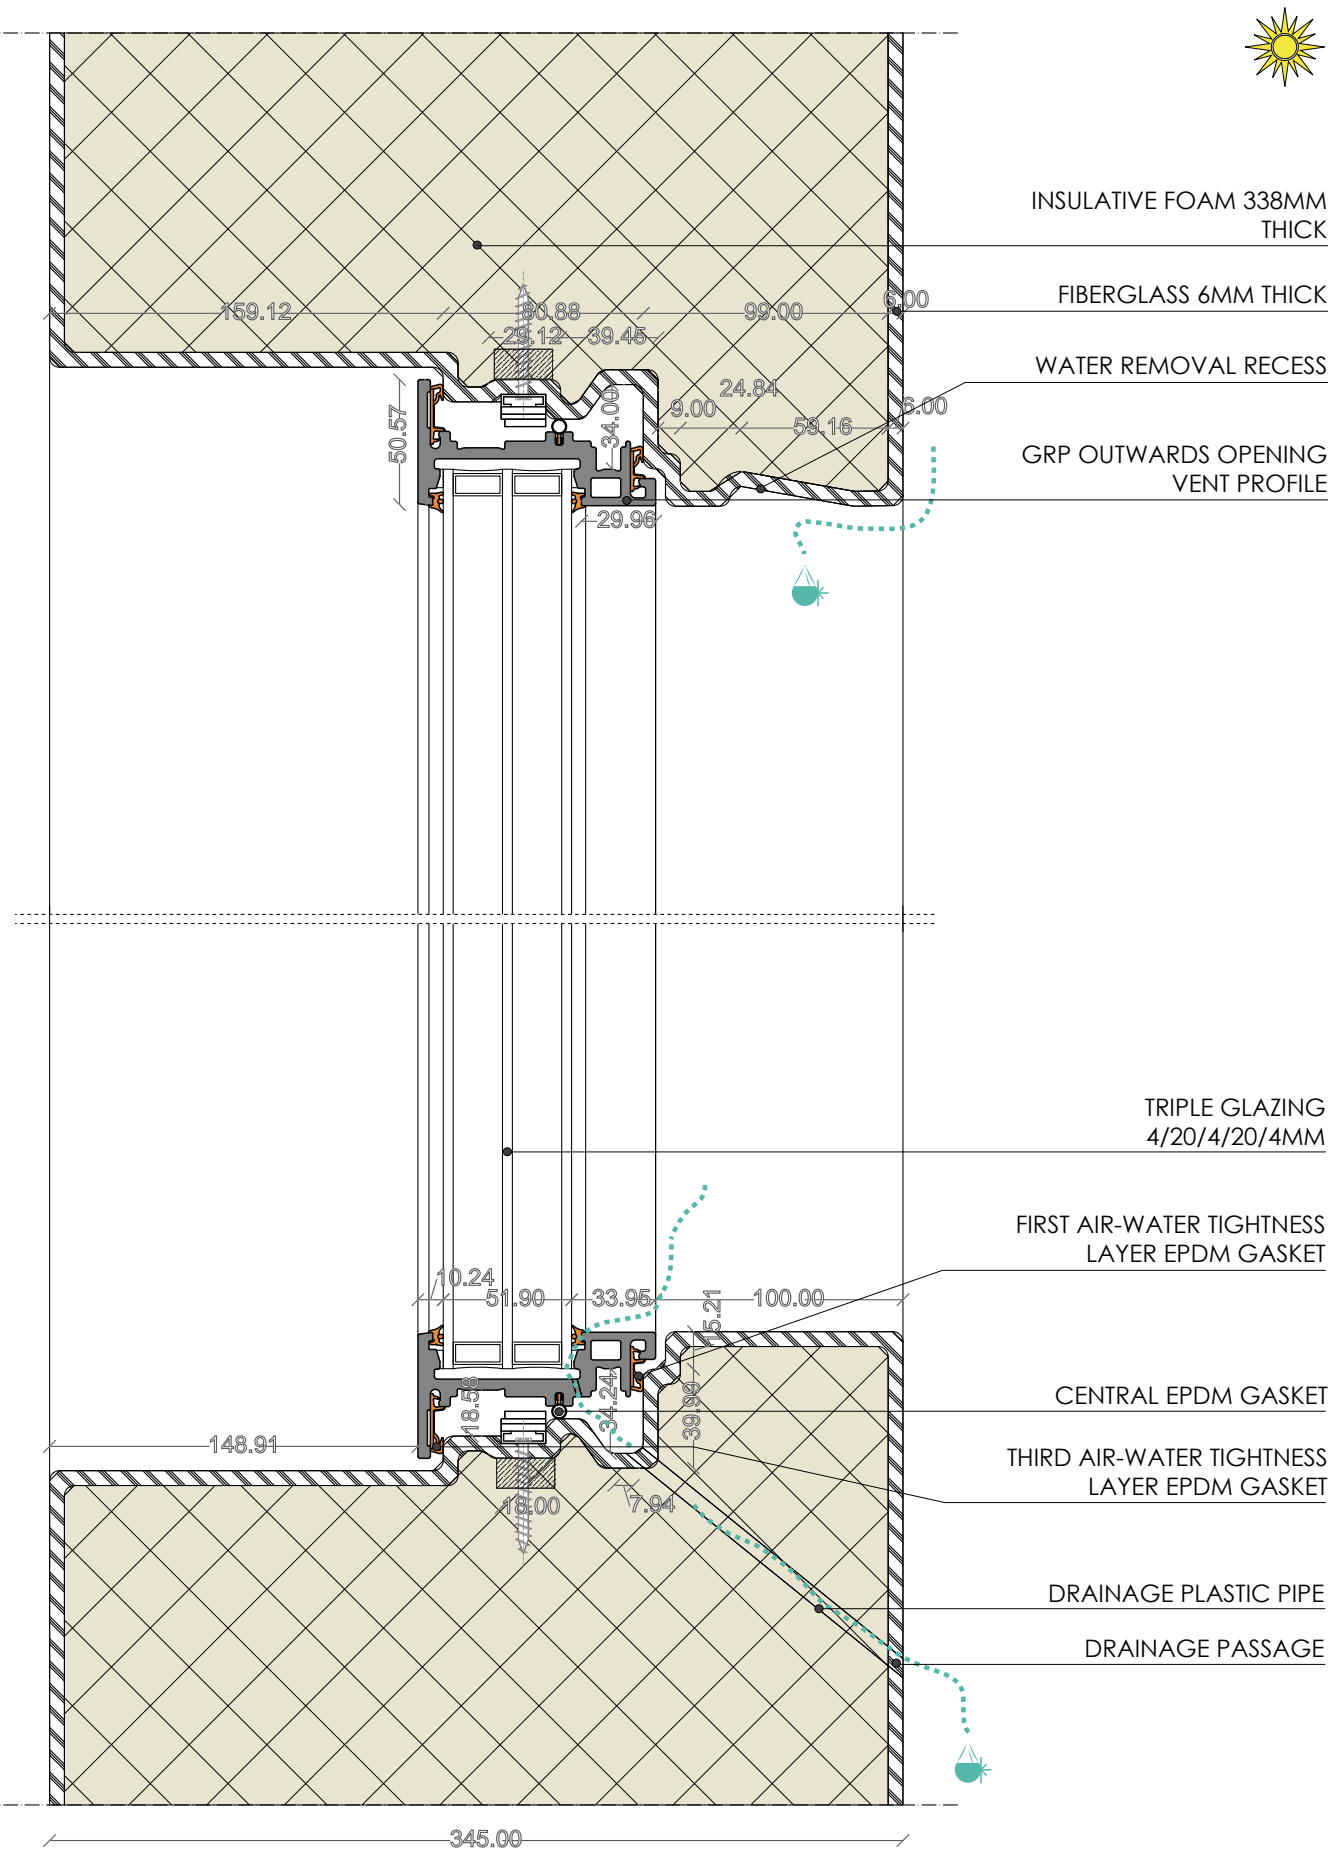 INSULATIVE FOAM 338MM
THICK
FIBERGLASS 6MM THICK
159.12
80.88
99.00
6.00
29.12
39.45
WATER REMOVAL RECESS
24.84
9.00
59.16
6.00
50.57
34.00
GRP OUTWARDS OPENING
VENT PROFILE
29.96
TRIPLE GLAZING
4/20/4/20/4MM
FIRST AIR-WATER TIGHTNESS
LAYER EPDM GASKET
10.24
51.90
33.95
100.00
15.21
18.58
34.24
39.99
CENTRAL EPDM GASKET
148.91
THIRD AIR-WATER TIGHTNESS
LAYER EPDM GASKET
18.00
7.94
DRAINAGE PLASTIC PIPE
DRAINAGE PASSAGE
345.00